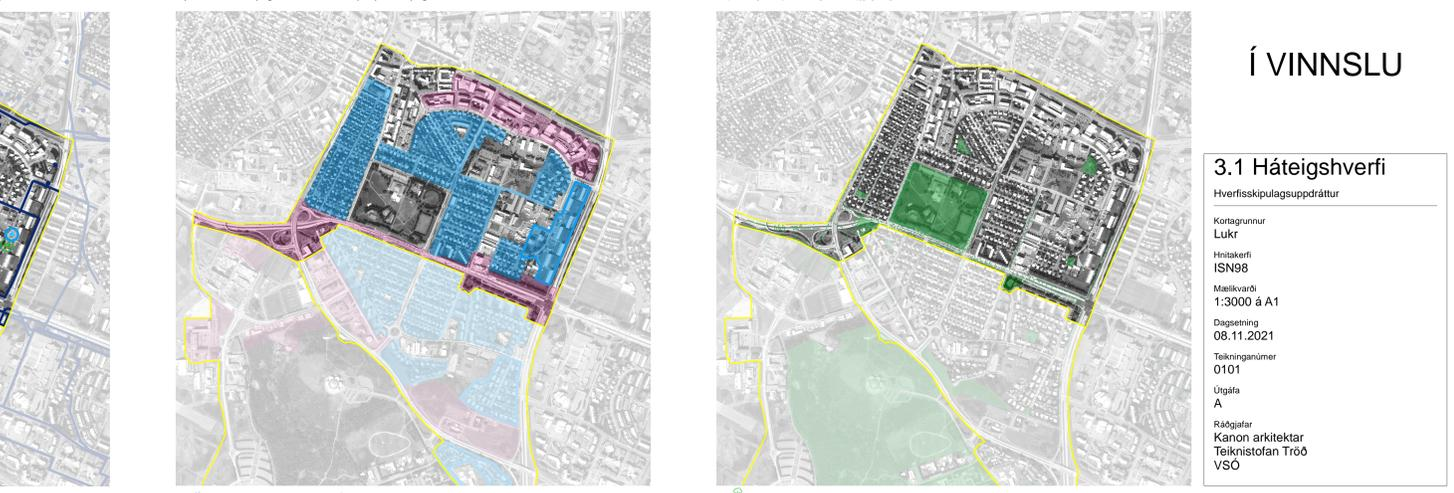 Í VINNSLU
3.1 Háteigshverfi
Hverfisskipulagsuppdráttur
Kortagrunnur
Lukr
Hnitakerfi
ISN98
Mælikvarði
1:3000 á A1
Dagsetning
08.11.2021
Teikninganúmer
0101
Útgáfa
A
Ráðgjafar
Kanon arkitektar
Teiknistofan Tröð
VSÓ